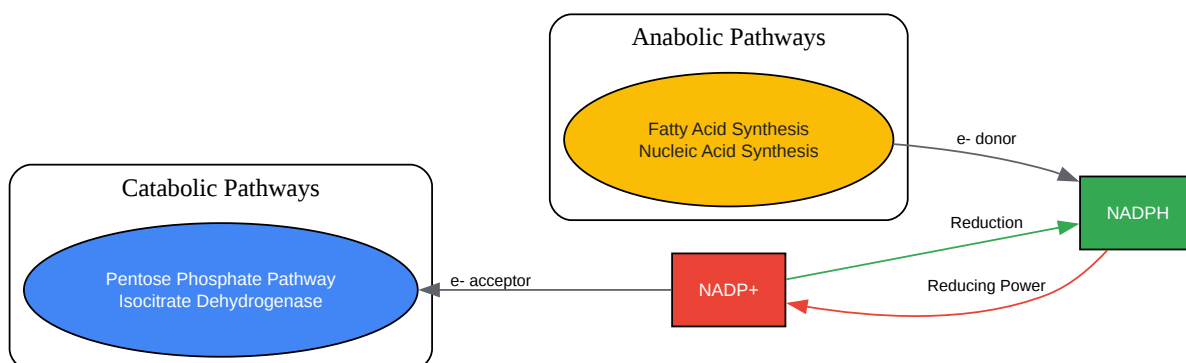 Anabolic Pathways
Fatty Acid Synthesis
Nucleic Acid Synthesis
e- donor
Catabolic Pathways
Pentose Phosphate Pathway
Isocitrate Dehydrogenase
e- acceptor
NADP+
Reduction
Reducing Power
NADPH